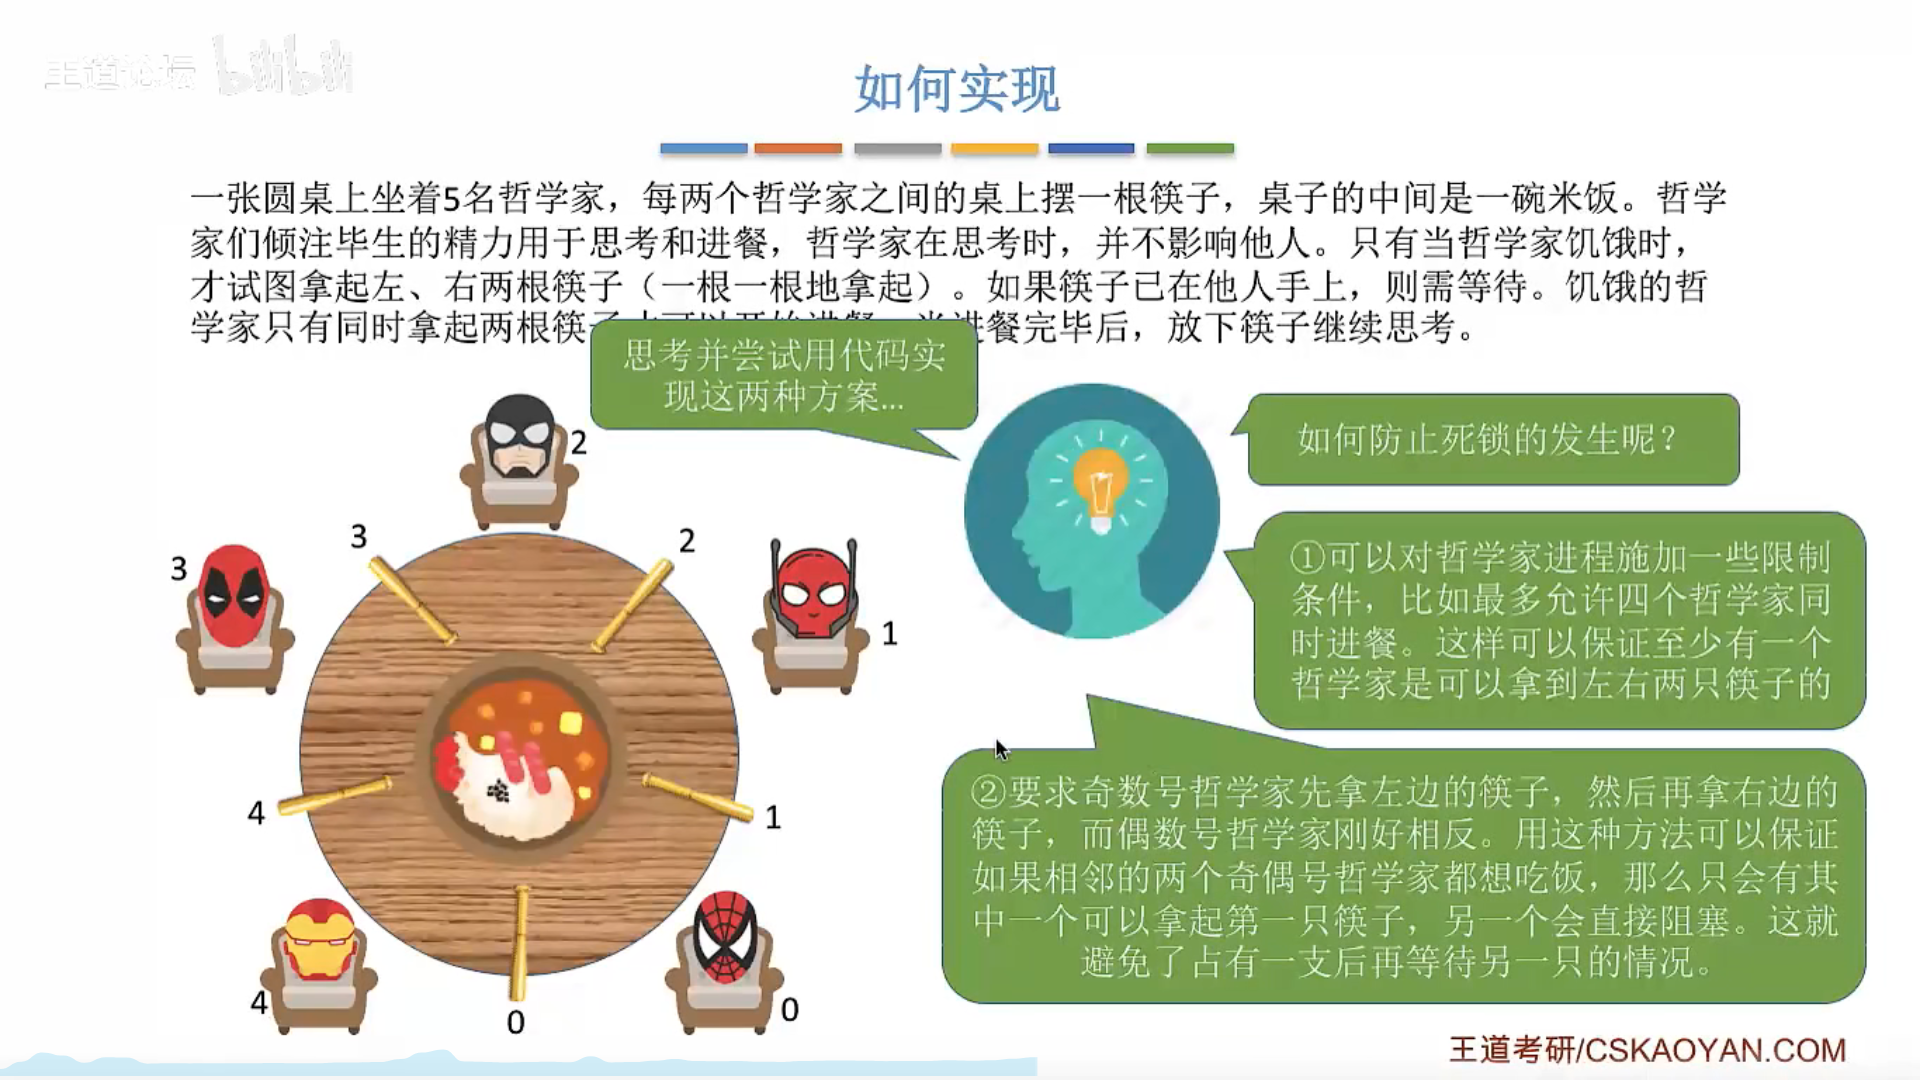 王道论坛 bilibili
如何实现
一张圆桌上坐着5名哲学家，每两个哲学家之间的桌上摆一根筷子，桌子的中间是一碗米饭。哲学
家们倾注毕生的精力用于思考和进餐，哲学家在思考时，并不影响他人。只有当哲学家饥饿时，
才试图拿起左、右两根筷子（一根一根地拿起）。如果筷子已在他人手上，则需等待。饥饿的哲
学家只有同时拿起两根筷 进餐完毕后，放下筷子继续思考。
思考并尝试用代码实
现这两种方案...
如何防止死锁的发生呢？
①可以对哲学家进程施加一些限制
条件，比如最多允许四个哲学家同
时进餐。这样可以保证至少有一个
哲学家是可以拿到左右两只筷子的
②要求奇数号哲学家先拿左边的筷子，然后再拿右边的
筷子，而偶数号哲学家刚好相反。用这种方法可以保证
如果相邻的两个奇偶号哲学家都想吃饭，那么只会有其
中一个可以拿起第一只筷子，另一个会直接阻塞。这就
避免了占有一支后再等待另一只的情况。
2
3
2
3
1
4
1
4
0
0
王道考研/CSKAOYAN.COM